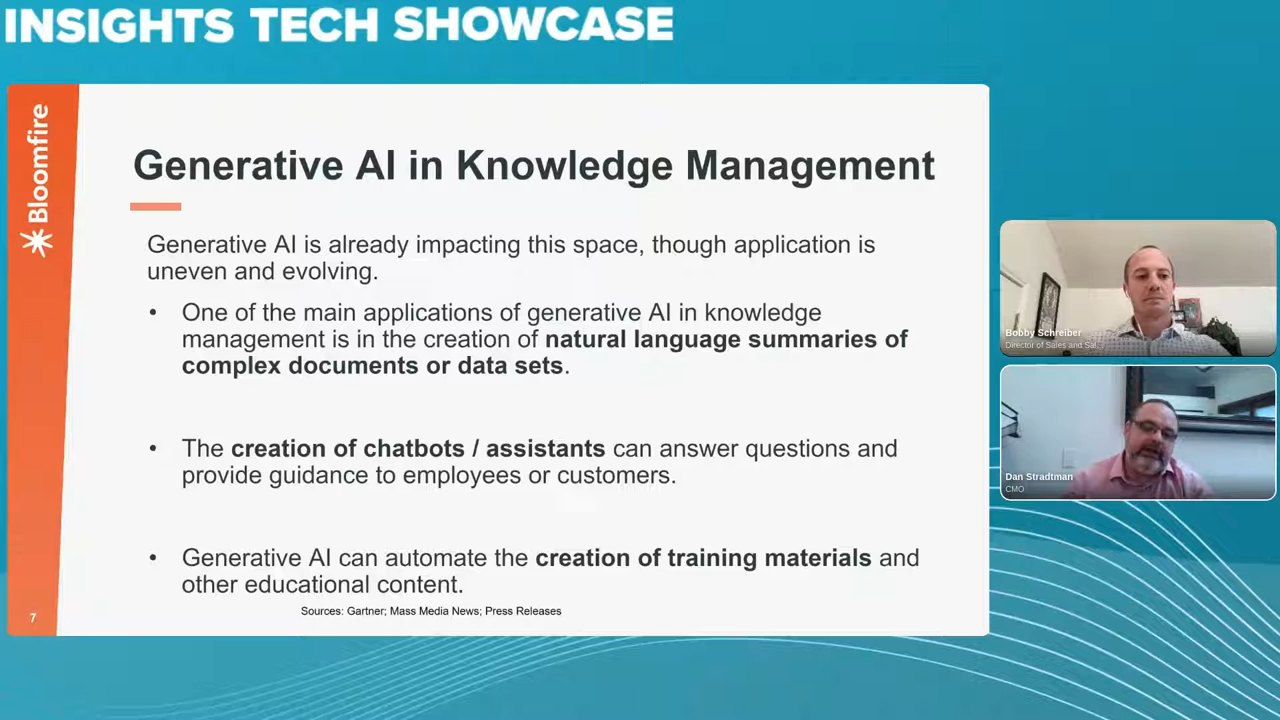 INSIGHTS TECH SHOWCASE
Bloomfire
Generative AI in Knowledge Management
Generative AI is already impacting this space, though application is
uneven and evolving.
• One of the main applications of generative AI in knowledge
management is in the creation of natural language summaries of
complex documents or data sets.
• The creation of chatbots / assistants can answer questions and
provide guidance to employees or customers.
• Generative AI can automate the creation of training materials and
other educational content.
Sources: Gartner; Mass Media News; Press Releases
7
Bobby Schreiber
Director of Sales and Sal...
Dan Stradtman
CMO